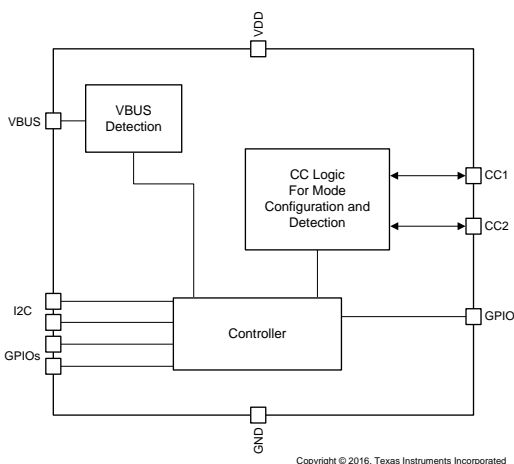 VDD
VBUS
VBUS
Detection
CC Logic
For Mode
Configuration and
Detection
CC1
CC2
I2C
GPIOs
Controller
GPIO
GND
Copyright © 2016, Texas Instruments Incorporated